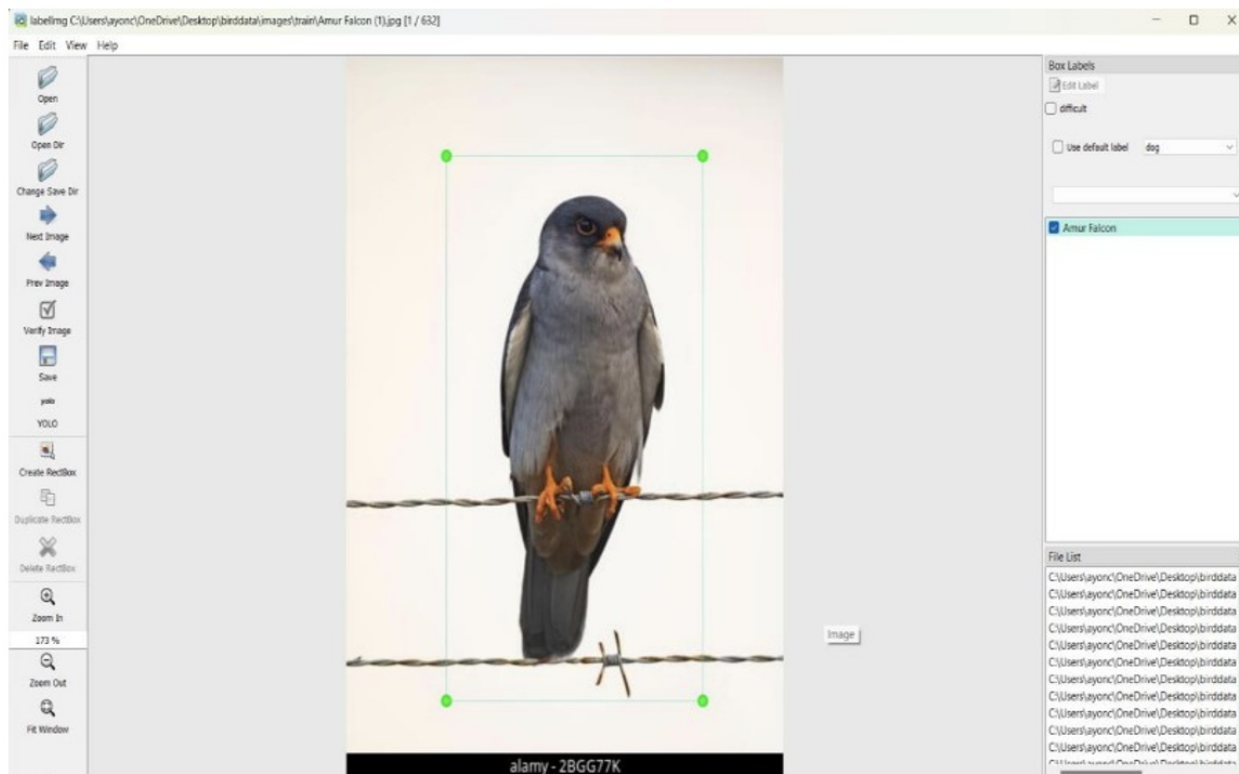 labelImg C:\Users\ayonc\OneDrive\Desktop\birddata\images\train\Amur Falcon (1).jpg [1 / 632]
File Edit View Help
Open
Open Dir
Change Save Dir
Next Image
Prev Image
Verify Image
Save
yolo
YOLO
Create RectBox
Duplicate RectBox
Delete RectBox
Zoom In
173 %
Zoom Out
Fit Window
Image
alamy - 2BGG77K
Box Labels
Edit Label
difficult
Use default label dog
Amur Falcon
File List
C:\Users\ayonc\OneDrive\Desktop\birddata
C:\Users\ayonc\OneDrive\Desktop\birddata
C:\Users\ayonc\OneDrive\Desktop\birddata
C:\Users\ayonc\OneDrive\Desktop\birddata
C:\Users\ayonc\OneDrive\Desktop\birddata
C:\Users\ayonc\OneDrive\Desktop\birddata
C:\Users\ayonc\OneDrive\Desktop\birddata
C:\Users\ayonc\OneDrive\Desktop\birddata
C:\Users\ayonc\OneDrive\Desktop\birddata
C:\Users\ayonc\OneDrive\Desktop\birddata
C:\Users\ayonc\OneDrive\Desktop\birddata